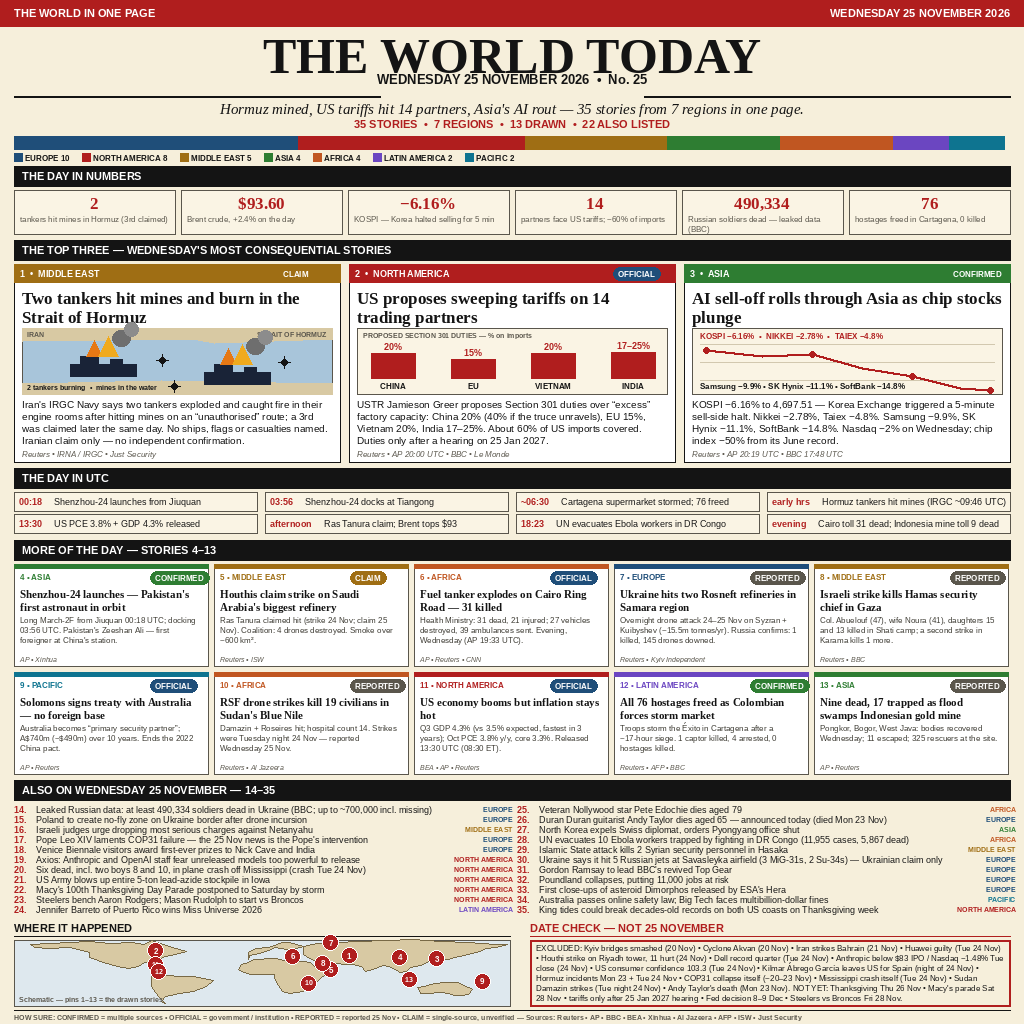 THE WORLD IN ONE PAGE
WEDNESDAY 25 NOVEMBER 2026
THE WORLD TODAY
WEDNESDAY 25 NOVEMBER 2026 • No. 25
Hormuz mined, US tariffs hit 14 partners, Asia's AI rout — 35 stories from 7 regions in one page.
35 STORIES • 7 REGIONS • 13 DRAWN • 22 ALSO LISTED
EUROPE 10 NORTH AMERICA 8 MIDDLE EAST 5 ASIA 4 AFRICA 4 LATIN AMERICA 2 PACIFIC 2
THE DAY IN NUMBERS
2
tankers hit mines in Hormuz (3rd claimed)
$93.60
Brent crude, +2.4% on the day
−6.16%
KOSPI — Korea halted selling for 5 min
14
partners face US tariffs; ~60% of imports
490,334
Russian soldiers dead — leaked data
(BBC)
76
hostages freed in Cartagena, 0 killed
THE TOP THREE — WEDNESDAY'S MOST CONSEQUENTIAL STORIES
1 • MIDDLE EAST CLAIM
Two tankers hit mines and burn in the
Strait of Hormuz
IRAN
STRAIT OF HORMUZ
2 tankers burning • mines in the water
Iran's IRGC Navy says two tankers exploded and caught fire in their
engine rooms after hitting mines on an "unauthorised" route; a 3rd
was claimed later the same day. No ships, flags or casualties named.
Iranian claim only — no independent confirmation.
Reuters • IRNA / IRGC • Just Security
2 • NORTH AMERICA OFFICIAL
US proposes sweeping tariffs on 14
trading partners
PROPOSED SECTION 301 DUTIES — % on imports
20% 15% 20% 17–25%
CHINA EU VIETNAM INDIA
USTR Jamieson Greer proposes Section 301 duties over "excess"
factory capacity: China 20% (40% if the truce unravels), EU 15%,
Vietnam 20%, India 17–25%. About 60% of US imports covered.
Duties only after a hearing on 25 Jan 2027.
Reuters • AP 20:00 UTC • BBC • Le Monde
3 • ASIA CONFIRMED
AI sell-off rolls through Asia as chip stocks
plunge
KOSPI −6.16% • NIKKEI −2.78% • TAIEX −4.8%
Samsung −9.9% • SK Hynix −11.1% • SoftBank −14.8%
KOSPI −6.16% to 4,697.51 — Korea Exchange triggered a 5-minute
sell-side halt. Nikkei −2.78%, Taiex −4.8%. Samsung −9.9%, SK
Hynix −11.1%, SoftBank −14.8%. Nasdaq −2% on Wednesday; chip
index ~50% from its June record.
Reuters • AP 20:19 UTC • BBC 17:48 UTC
THE DAY IN UTC
00:18 Shenzhou-24 launches from Jiuquan
03:56 Shenzhou-24 docks at Tiangong
~06:30 Cartagena supermarket stormed; 76 freed
early hrs Hormuz tankers hit mines (IRGC ~09:46 UTC)
13:30 US PCE 3.8% + GDP 4.3% released
afternoon Ras Tanura claim; Brent tops $93
18:23 UN evacuates Ebola workers in DR Congo
evening Cairo toll 31 dead; Indonesia mine toll 9 dead
MORE OF THE DAY — STORIES 4–13
4 • ASIA CONFIRMED
Shenzhou-24 launches — Pakistan's
first astronaut in orbit
Long March-2F from Jiuquan 00:18 UTC; docking
03:56 UTC. Pakistan's Zeeshan Ali — first
foreigner at China's station.
AP • Xinhua
5 • MIDDLE EAST CLAIM
Houthis claim strike on Saudi
Arabia's biggest refinery
Ras Tanura claimed hit (strike 24 Nov; claim 25
Nov). Coalition: 4 drones destroyed. Smoke over
~600 km².
Reuters • ISW
6 • AFRICA OFFICIAL
Fuel tanker explodes on Cairo Ring
Road — 31 killed
Health Ministry: 31 dead, 21 injured; 27 vehicles
destroyed, 39 ambulances sent. Evening,
Wednesday (AP 19:33 UTC).
AP • Reuters • CNN
7 • EUROPE REPORTED
Ukraine hits two Rosneft refineries in
Samara region
Overnight drone attack 24–25 Nov on Syzran +
Kuibyshev (~15.5m tonnes/yr). Russia confirms: 1
killed, 145 drones downed.
Reuters • Kyiv Independent
8 • MIDDLE EAST REPORTED
Israeli strike kills Hamas security
chief in Gaza
Col. Abuelouf (47), wife Noura (41), daughters 15
and 13 killed in Shati camp; a second strike in
Karama kills 1 more.
Reuters • BBC
9 • PACIFIC OFFICIAL
Solomons signs treaty with Australia
— no foreign base
Australia becomes "primary security partner";
A$740m (~$490m) over 10 years. Ends the 2022
China pact.
AP • Reuters
10 • AFRICA REPORTED
RSF drone strikes kill 19 civilians in
Sudan's Blue Nile
Damazin + Roseires hit; hospital count 14. Strikes
were Tuesday night 24 Nov — reported
Wednesday 25 Nov.
Reuters • Al Jazeera
11 • NORTH AMERICA OFFICIAL
US economy booms but inflation stays
hot
Q3 GDP 4.3% (vs 3.5% expected, fastest in 3
years); Oct PCE 3.8% y/y, core 3.3%. Released
13:30 UTC (08:30 ET).
BEA • AP • Reuters
12 • LATIN AMERICA CONFIRMED
All 76 hostages freed as Colombian
forces storm market
Troops storm the Éxito in Cartagena after a
~17-hour siege. 1 captor killed, 4 arrested, 0
hostages killed.
Reuters • AFP • BBC
13 • ASIA REPORTED
Nine dead, 17 trapped as flood
swamps Indonesian gold mine
Pongkor, Bogor, West Java: bodies recovered
Wednesday; 11 escaped; 325 rescuers at the site.
AP • Reuters
ALSO ON WEDNESDAY 25 NOVEMBER — 14–35
14. Leaked Russian data: at least 490,334 soldiers dead in Ukraine (BBC; up to ~700,000 incl. missing) EUROPE
15. Poland to create no-fly zone on Ukraine border after drone incursion EUROPE
16. Israeli judges urge dropping most serious charges against Netanyahu MIDDLE EAST
17. Pope Leo XIV laments COP31 failure — the 25 Nov news is the Pope's intervention EUROPE
18. Venice Biennale visitors award first-ever prizes to Nick Cave and India EUROPE
19. Axios: Anthropic and OpenAI staff fear unreleased models too powerful to release NORTH AMERICA
20. Six dead, incl. two boys 8 and 10, in plane crash off Mississippi (crash Tue 24 Nov) NORTH AMERICA
21. US Army blows up entire 5-ton lead-azide stockpile in Iowa NORTH AMERICA
22. Macy's 100th Thanksgiving Day Parade postponed to Saturday by storm NORTH AMERICA
23. Steelers bench Aaron Rodgers; Mason Rudolph to start vs Broncos NORTH AMERICA
24. Jennifer Barreto of Puerto Rico wins Miss Universe 2026 LATIN AMERICA
25. Veteran Nollywood star Pete Edochie dies aged 79 AFRICA
26. Duran Duran guitarist Andy Taylor dies aged 65 — announced today (died Mon 23 Nov) EUROPE
27. North Korea expels Swiss diplomat, orders Pyongyang office shut ASIA
28. UN evacuates 10 Ebola workers trapped by fighting in DR Congo (11,955 cases, 5,867 dead) AFRICA
29. Islamic State attack kills 2 Syrian security personnel in Hasaka MIDDLE EAST
30. Ukraine says it hit 5 Russian jets at Savasleyka airfield (3 MiG-31s, 2 Su-34s) — Ukrainian claim only EUROPE
31. Gordon Ramsay to lead BBC's revived Top Gear EUROPE
32. Poundland collapses, putting 11,000 jobs at risk EUROPE
33. First close-ups of asteroid Dimorphos released by ESA's Hera EUROPE
34. Australia passes online safety law; Big Tech faces multibillion-dollar fines PACIFIC
35. King tides could break decades-old records on both US coasts on Thanksgiving week NORTH AMERICA
WHERE IT HAPPENED
2 12 6 7 8 5 1 10 4 3 13 9
Schematic — pins 1–13 = the drawn stories
DATE CHECK — NOT 25 NOVEMBER
EXCLUDED: Kyiv bridges smashed (20 Nov) • Cyclone Akvan (20 Nov) • Iran strikes Bahrain (21 Nov) • Huawei guilty (Tue 24 Nov)
• Houthi strike on Riyadh tower, 11 hurt (24 Nov) • Dell record quarter (Tue 24 Nov) • Anthropic below $83 IPO / Nasdaq −1.48% Tue
close (24 Nov) • US consumer confidence 103.3 (Tue 24 Nov) • Kilmar Abrego Garcia leaves US for Spain (night of 24 Nov) •
Hormuz incidents Mon 23 + Tue 24 Nov • COP31 collapse itself (~20–23 Nov) • Mississippi crash itself (Tue 24 Nov) • Sudan
Damazin strikes (Tue night 24 Nov) • Andy Taylor's death (Mon 23 Nov). NOT YET: Thanksgiving Thu 26 Nov • Macy's parade Sat
28 Nov • tariffs only after 25 Jan 2027 hearing • Fed decision 8–9 Dec • Steelers vs Broncos Fri 28 Nov.
HOW SURE: CONFIRMED = multiple sources • OFFICIAL = government / institution • REPORTED = reported 25 Nov • CLAIM = single-source, unverified — Sources: Reuters • AP • BBC • BEA • Xinhua • Al Jazeera • AFP • ISW • Just Security